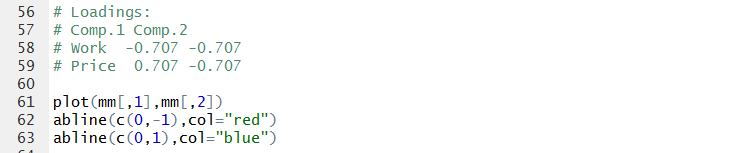 56 # Loadings:
57 # Comp.1 Comp.2
58 # Work  -0.707 -0.707
59 # Price  0.707 -0.707
60
61 plot(mm[,1],mm[,2])
62 abline(c(0,-1),col="red")
63 abline(c(0,1),col="blue")